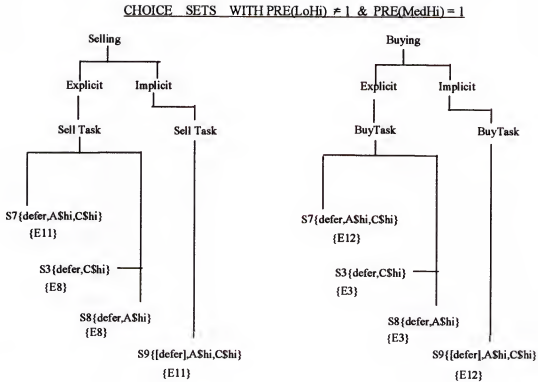 CHOICE SETS WITH PRE(LoHi) ≠ 1 & PRE(MedHi) = 1
Selling
Explicit Implicit
Sell Task Sell Task
S7{defer,A$hi,C$hi}
{E11}
S3{defer,C$hi}
{E8}
S8{defer,A$hi}
{E8}
S9{[defer],A$hi,C$hi}
{E11}
Buying
Explicit Implicit
BuyTask BuyTask
S7{defer,A$hi,C$hi}
{E12}
S3{defer,C$hi}
{E3}
S8{defer,A$hi}
{E3}
S9{[defer],A$hi,C$hi}
{E12}